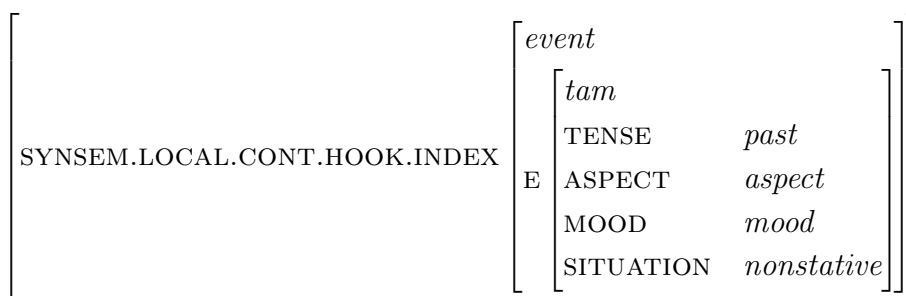 event
tam
TENSE past
SYNSEM.LOCAL.CONT.HOOK.INDEX
E ASPECT aspect
MOOD mood
SITUATION nonstative